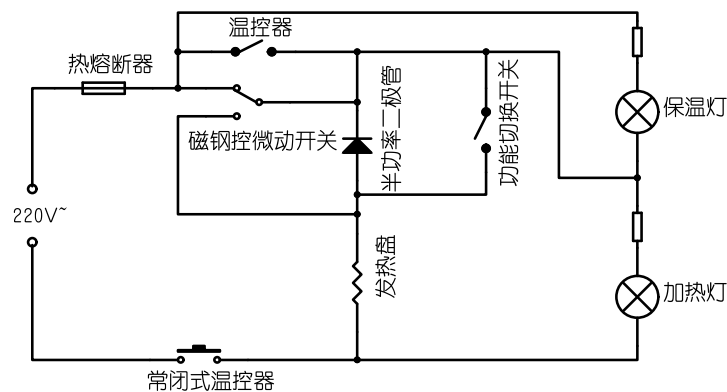 温控器
热熔断器
半功率二极管
功能切换开关
保温灯
磁钢控微动开关
220V~
发热盘
加热灯
常闭式温控器